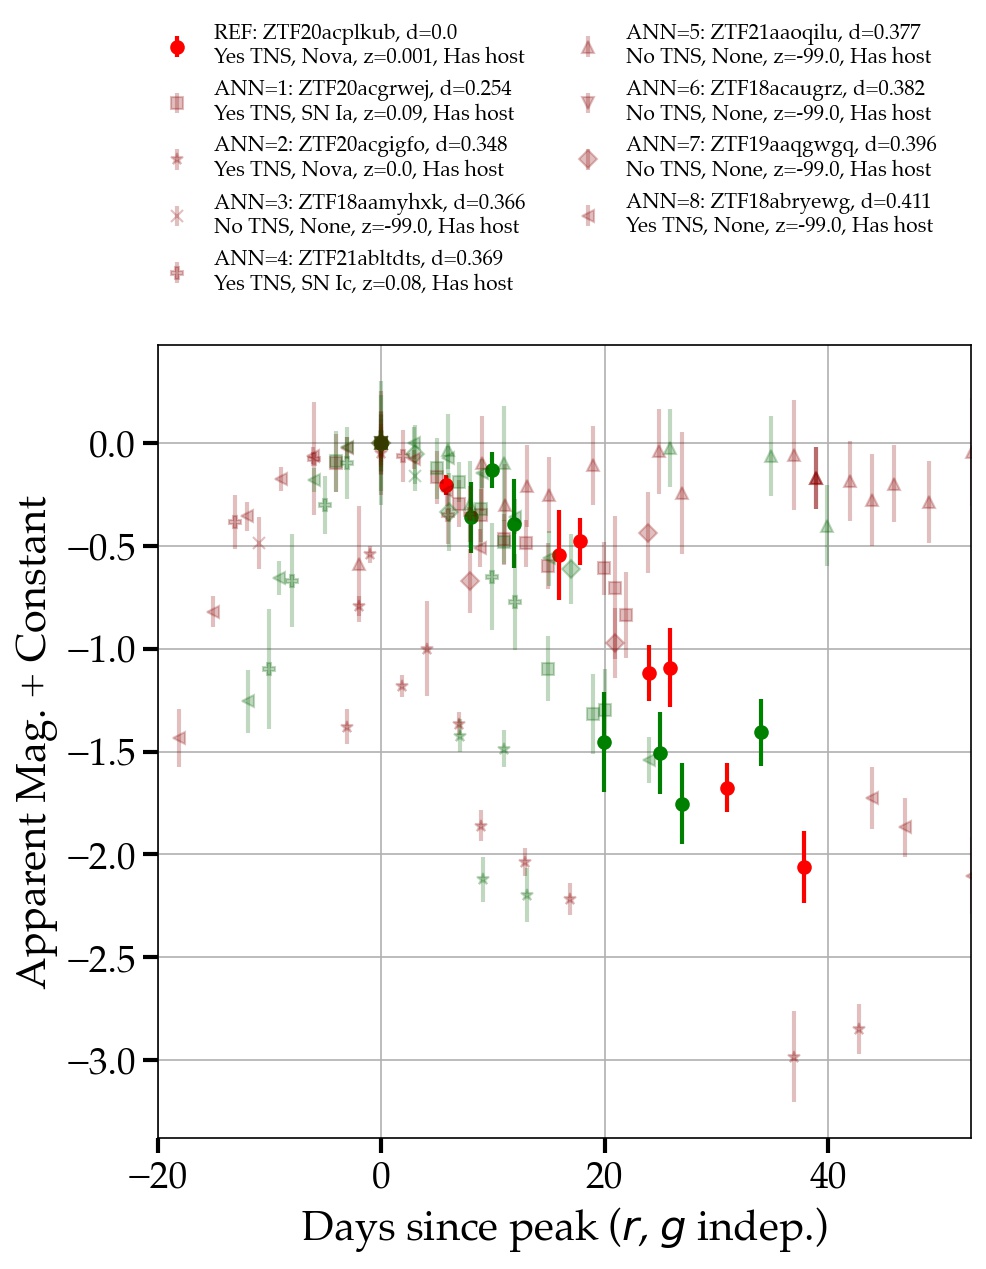 REF: ZTF20acplkub, d=0.0
Yes TNS, Nova, z=0.001, Has host
ANN=1: ZTF20acgrwej, d=0.254
Yes TNS, SN Ia, z=0.09, Has host
ANN=2: ZTF20acgigfo, d=0.348
Yes TNS, Nova, z=0.0, Has host
ANN=3: ZTF18aamyhxk, d=0.366
No TNS, None, z=-99.0, Has host
ANN=4: ZTF21abltdts, d=0.369
Yes TNS, SN Ic, z=0.08, Has host
ANN=5: ZTF21aaoqilu, d=0.377
No TNS, None, z=-99.0, Has host
ANN=6: ZTF18acaugrz, d=0.382
No TNS, None, z=-99.0, Has host
ANN=7: ZTF19aaqgwgq, d=0.396
No TNS, None, z=-99.0, Has host
ANN=8: ZTF18abryewg, d=0.411
Yes TNS, None, z=-99.0, Has host
Apparent Mag. + Constant
0.0
−0.5
−1.0
−1.5
−2.0
−2.5
−3.0
−20 0 20 40
Days since peak (r, g indep.)